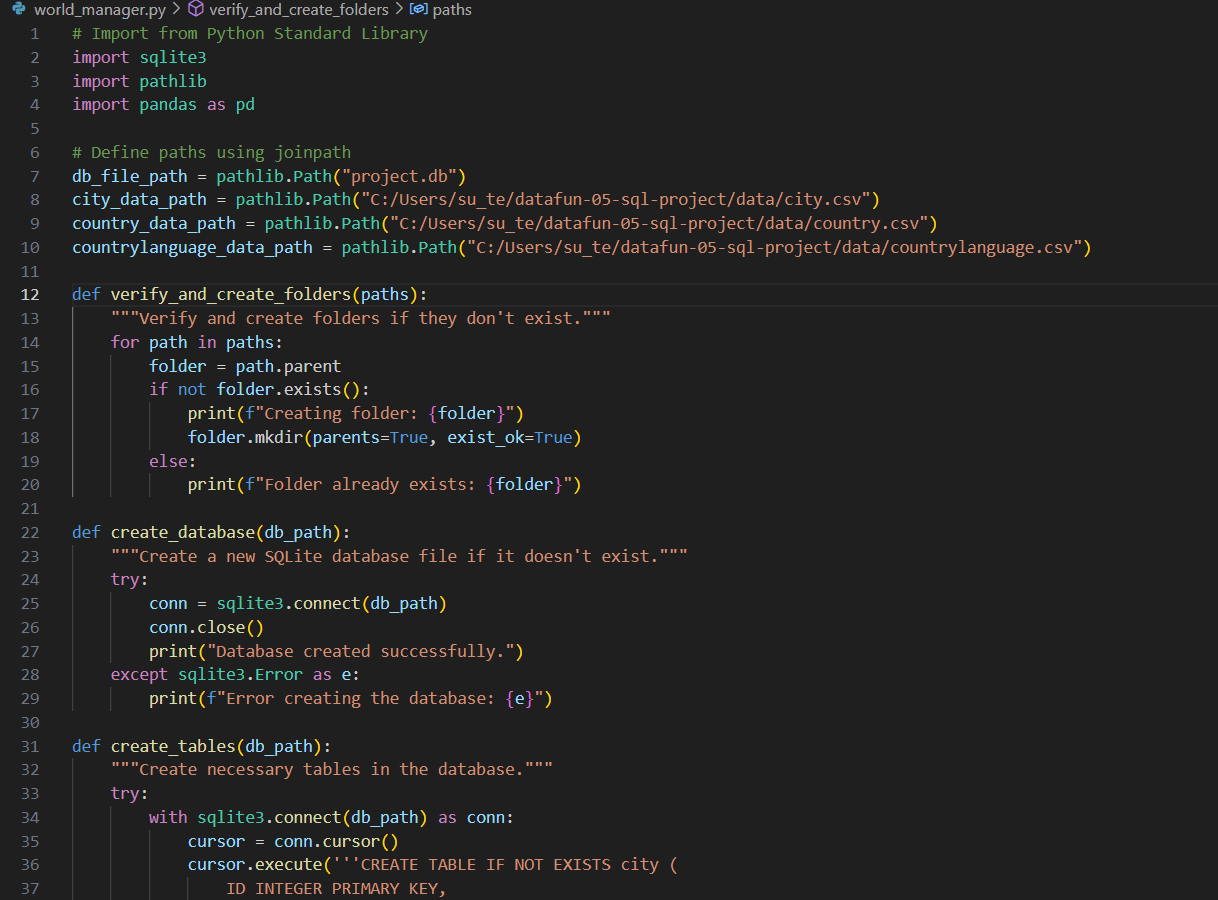 world_manager.py > verify_and_create_folders > paths
1 # Import from Python Standard Library
2 import sqlite3
3 import pathlib
4 import pandas as pd
5
6 # Define paths using joinpath
7 db_file_path = pathlib.Path("project.db")
8 city_data_path = pathlib.Path("C:/Users/su_te/datafun-05-sql-project/data/city.csv")
9 country_data_path = pathlib.Path("C:/Users/su_te/datafun-05-sql-project/data/country.csv")
10 countrylanguage_data_path = pathlib.Path("C:/Users/su_te/datafun-05-sql-project/data/countrylanguage.csv")
11
12 def verify_and_create_folders(paths):
13     """Verify and create folders if they don't exist."""
14     for path in paths:
15         folder = path.parent
16         if not folder.exists():
17             print(f"Creating folder: {folder}")
18             folder.mkdir(parents=True, exist_ok=True)
19         else:
20             print(f"Folder already exists: {folder}")
21
22 def create_database(db_path):
23     """Create a new SQLite database file if it doesn't exist."""
24     try:
25         conn = sqlite3.connect(db_path)
26         conn.close()
27         print("Database created successfully.")
28     except sqlite3.Error as e:
29         print(f"Error creating the database: {e}")
30
31 def create_tables(db_path):
32     """Create necessary tables in the database."""
33     try:
34         with sqlite3.connect(db_path) as conn:
35             cursor = conn.cursor()
36             cursor.execute('''CREATE TABLE IF NOT EXISTS city (
37                 ID INTEGER PRIMARY KEY,